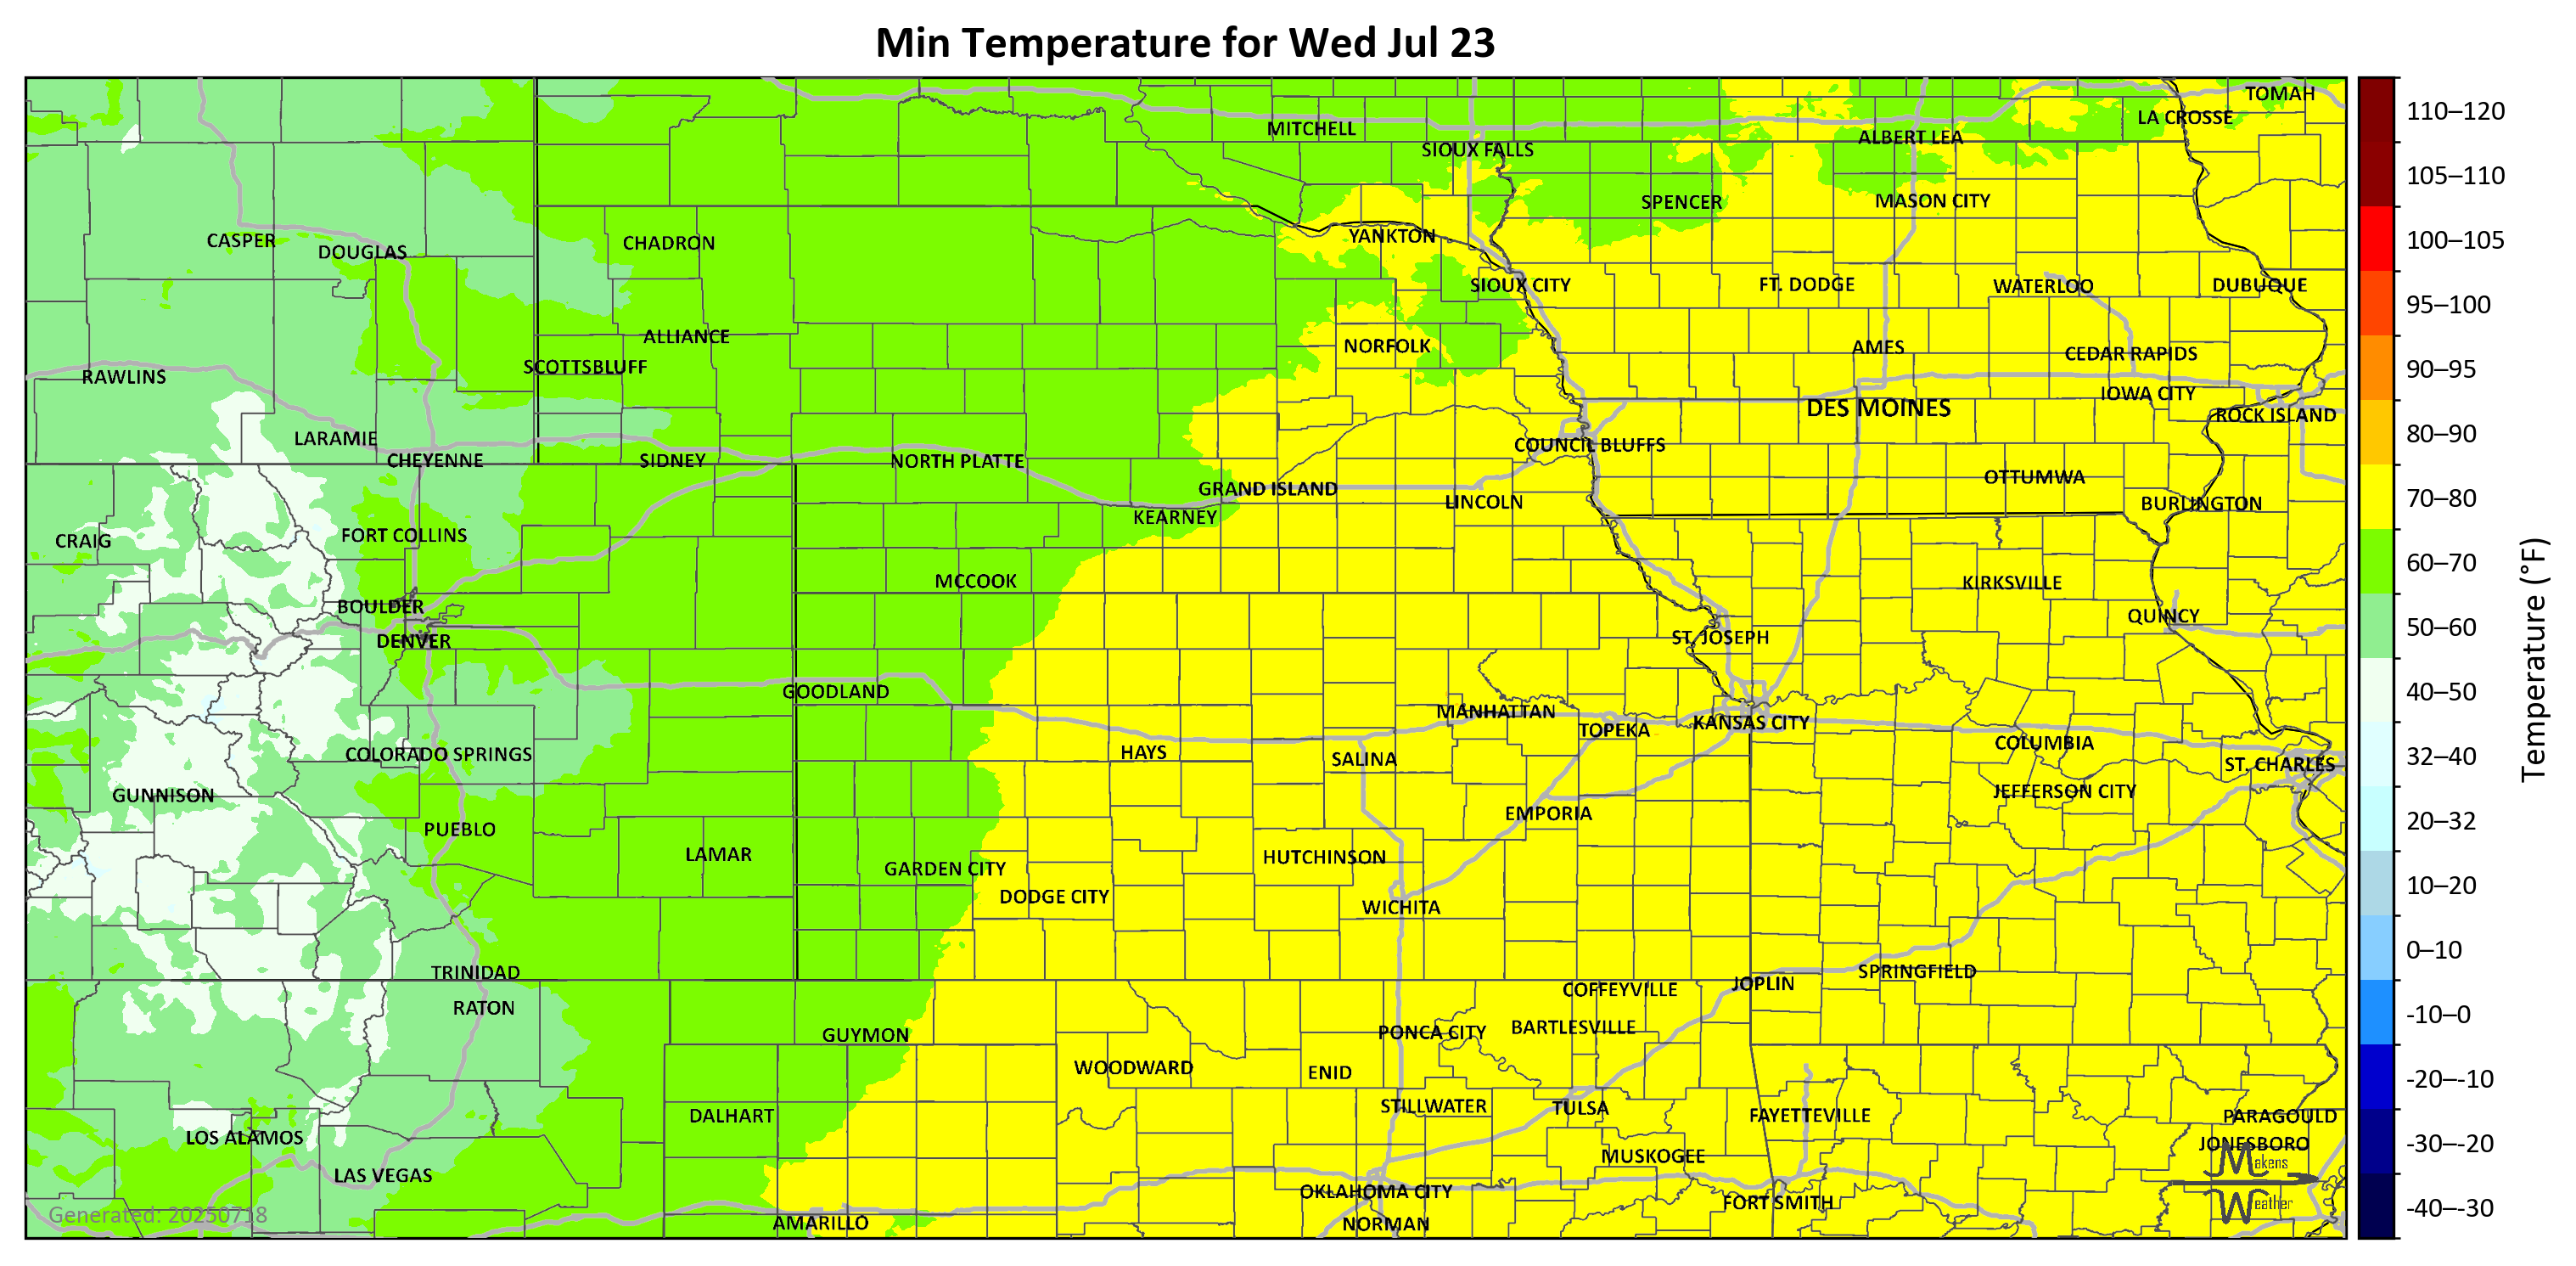 Min Temperature for Wed Jul 23
TOMAH
LA CROSSE
MITCHELL
ALBERT LEA
SIOUX FALLS
SPENCER
MASON CITY
CASPER
DOUGLAS
CHADRON
YANKTON
SIOUX CITY
FT. DODGE
WATERLOO
DUBUQUE
ALLIANCE
NORFOLK
AMES
CEDAR RAPIDS
SCOTTSBLUFF
RAWLINS
IOWA CITY
DES MOINES
ROCK ISLAND
LARAMIE
COUNCIL BLUFFS
CHEYENNE
SIDNEY
NORTH PLATTE
OTTUMWA
GRAND ISLAND
LINCOLN
BURLINGTON
KEARNEY
FORT COLLINS
CRAIG
MCCOOK
KIRKSVILLE
BOULDER
QUINCY
DENVER
ST. JOSEPH
GOODLAND
MANHATTAN
KANSAS CITY
TOPEKA
COLUMBIA
COLORADO SPRINGS
HAYS
SALINA
ST. CHARLES
GUNNISON
JEFFERSON CITY
EMPORIA
PUEBLO
LAMAR
HUTCHINSON
GARDEN CITY
DODGE CITY
WICHITA
TRINIDAD
SPRINGFIELD
JOPLIN
COFFEYVILLE
RATON
GUYMON
PONCA CITY
BARTLESVILLE
WOODWARD
ENID
STILLWATER
TULSA
DALHART
FAYETTEVILLE
PARAGOULD
LOS ALAMOS
JONESBORO
MUSKOGEE
LAS VEGAS
OKLAHOMA CITY
FORT SMITH
AMARILLO
NORMAN
Generated: 20250718
Makens
Weather
110–120
105–110
100–105
95–100
90–95
80–90
70–80
60–70
50–60
40–50
32–40
20–32
10–20
0–10
-10–0
-20–-10
-30–-20
-40–-30
Temperature (°F)